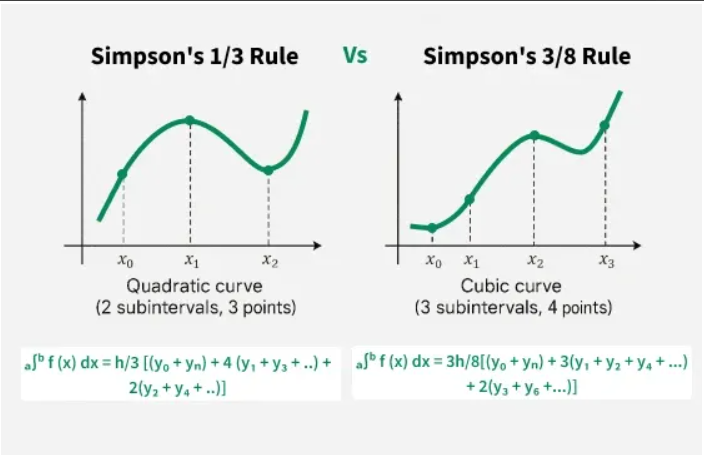 Simpson's 1/3 Rule Vs Simpson's 3/8 Rule
x₀ x₁ x₂
Quadratic curve
(2 subintervals, 3 points)
x₀ x₁ x₂ x₃
Cubic curve
(3 subintervals, 4 points)
ₐ∫ᵇ f (x) dx = h/3 [(y₀ + yₙ) + 4 (y₁ + y₃ + ..) +
2(y₂ + y₄ + ..)]
ₐ∫ᵇ f (x) dx = 3h/8[(y₀ + yₙ) + 3(y₁ + y₂ + y₄ + ...)
+ 2(y₃ + y₆ +...)]